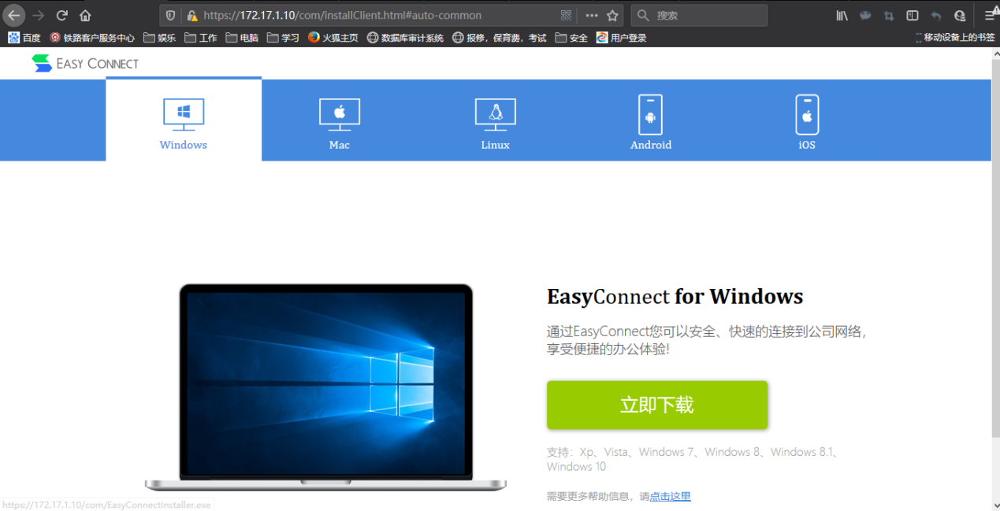 https://172.17.1.10/com/installClient.html#auto-common
搜索
百度 铁路客户服务中心 娱乐 工作 电脑 学习 火狐主页 数据库审计系统 报修，保育费，考试 安全 用户登录 移动设备上的书签
EASY CONNECT
Windows Mac Linux Android iOS
EasyConnect for Windows
通过EasyConnect您可以安全、快速的连接到公司网络，
享受便捷的办公体验!
立即下载
支持：Xp、Vista、Windows 7、Windows 8、Windows 8.1、
Windows 10
需要更多帮助信息，请点击这里
https://172.17.1.10/com/EasyConnectInstaller.exe